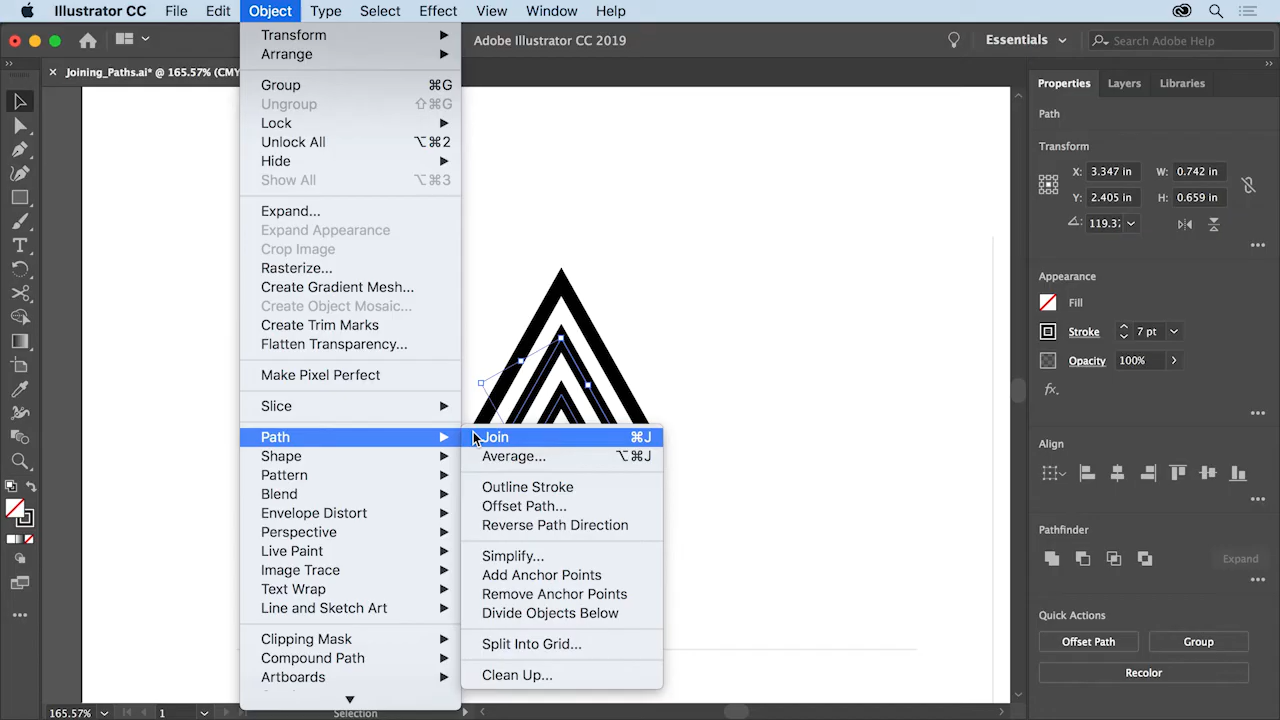 Illustrator CC File Edit Object Type Select Effect View Window Help
Adobe Illustrator CC 2019
Essentials
Search Adobe Help
Joining_Paths.ai* @ 165.57% (CMY
Transform
Arrange
Group ⌘G
Ungroup ⇧⌘G
Lock
Unlock All ⌥⌘2
Hide
Show All ⌥⌘3
Expand...
Expand Appearance
Crop Image
Rasterize...
Create Gradient Mesh...
Create Object Mosaic...
Create Trim Marks
Flatten Transparency...
Make Pixel Perfect
Slice
Path
Shape
Pattern
Blend
Envelope Distort
Perspective
Live Paint
Image Trace
Text Wrap
Line and Sketch Art
Clipping Mask
Compound Path
Artboards
Join ⌘J
Average... ⌥⌘J
Outline Stroke
Offset Path...
Reverse Path Direction
Simplify...
Add Anchor Points
Remove Anchor Points
Divide Objects Below
Split Into Grid...
Clean Up...
Properties Layers Libraries
Path
Transform
X: 3.347 in W: 0.742 in
Y: 2.405 in H: 0.659 in
119.3
Appearance
Fill
Stroke 7 pt
Opacity 100%
fx.
Align
Pathfinder
Expand
Quick Actions
Offset Path Group
Recolor
165.57% 1 Selection